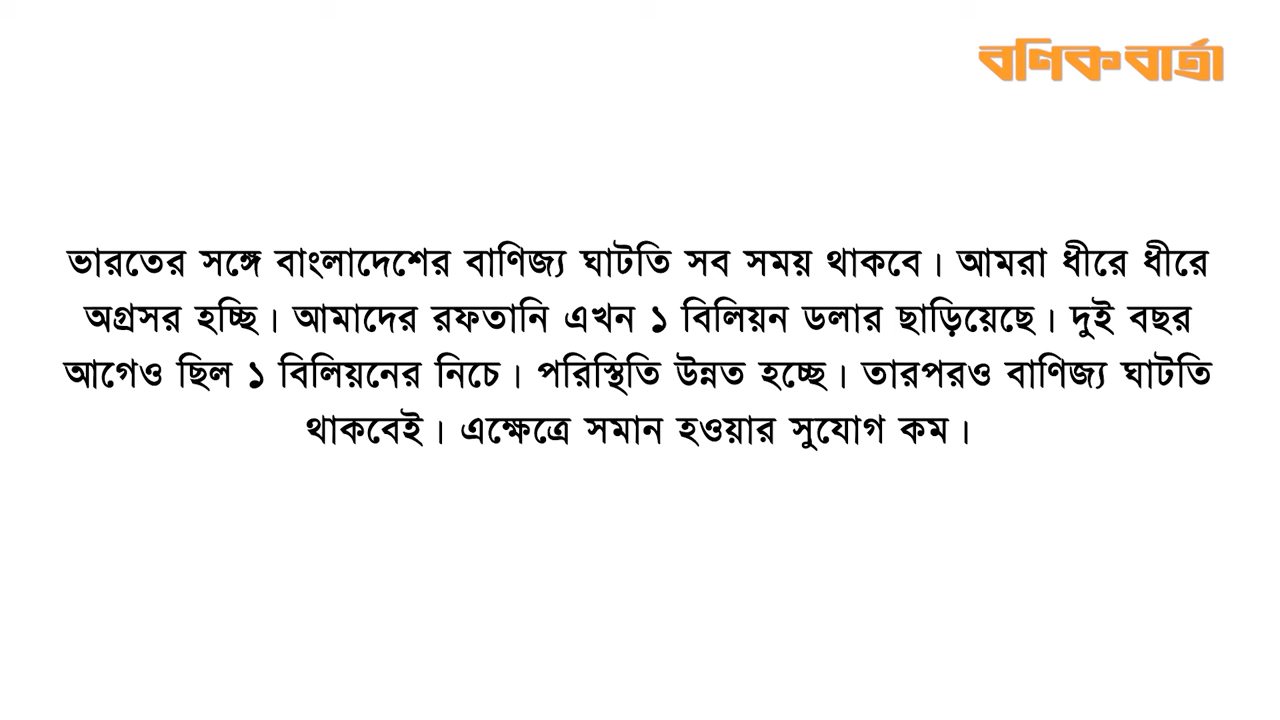 বণিক বার্তা
ভারতের সঙ্গে বাংলাদেশের বাণিজ্য ঘাটতি সব সময় থাকবে। আমরা ধীরে ধীরে
অগ্রসর হচ্ছি। আমাদের রফতানি এখন ১ বিলিয়ন ডলার ছাড়িয়েছে। দুই বছর
আগেও ছিল ১ বিলিয়নের নিচে। পরিস্থিতি উন্নত হচ্ছে। তারপরও বাণিজ্য ঘাটতি
থাকবেই। এক্ষেত্রে সমান হওয়ার সুযোগ কম।